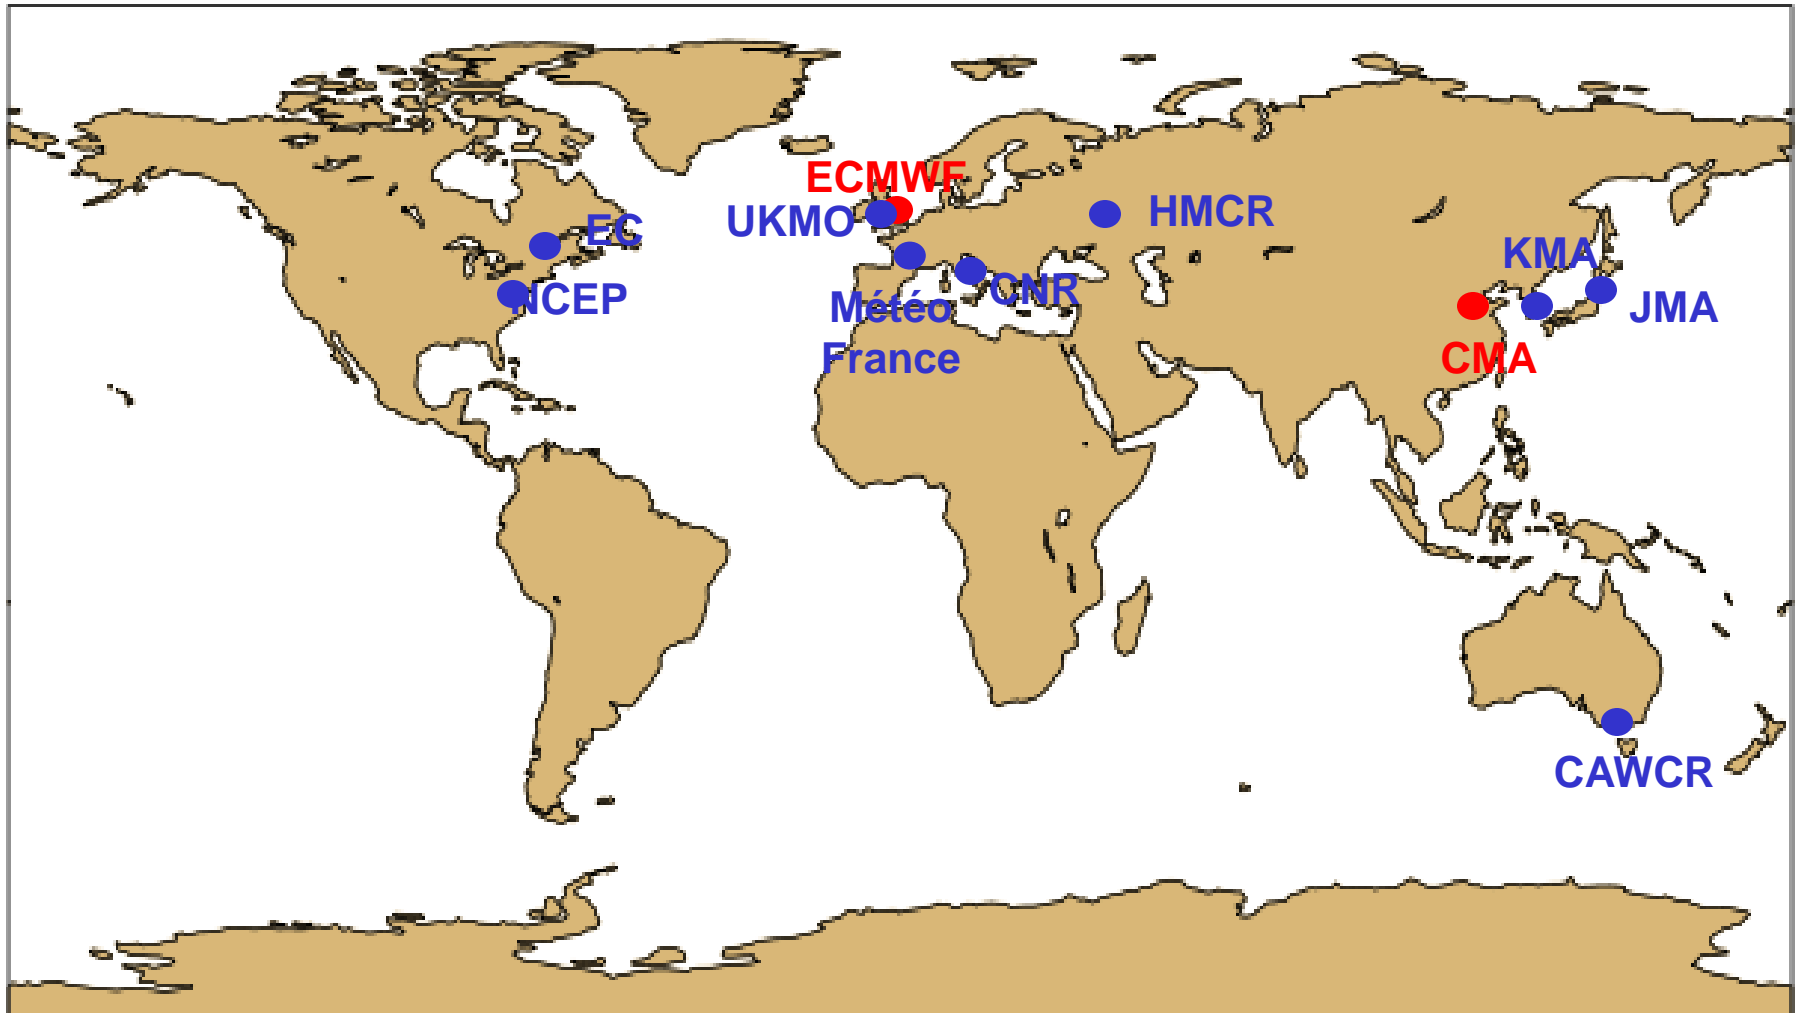 ECMWF
UKMO
HMCR
EC
KMA
NCEP
CNR
Météo
France
JMA
CMA
CAWCR